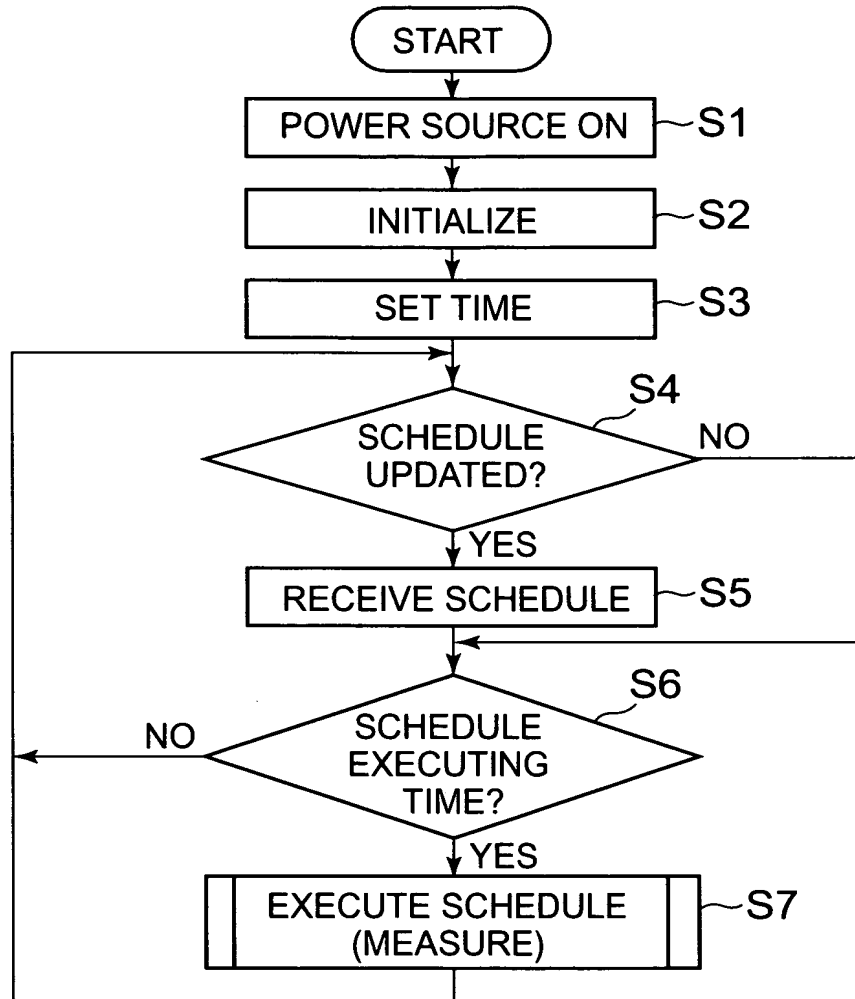 START
POWER SOURCE ON
S1
INITIALIZE
S2
SET TIME
S3
S4
SCHEDULE
UPDATED?
NO
YES
RECEIVE SCHEDULE
S5
S6
SCHEDULE
EXECUTING
TIME?
NO
YES
EXECUTE SCHEDULE
(MEASURE)
S7